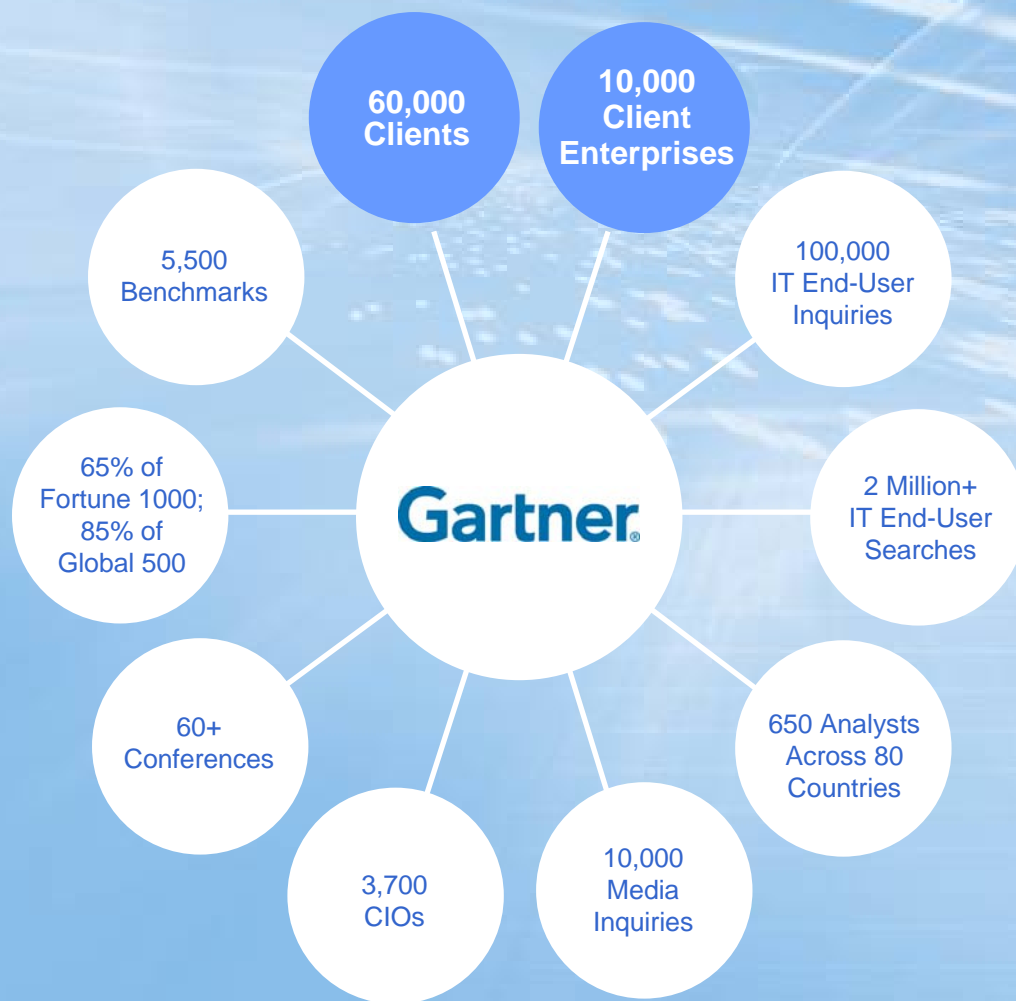 60,000
Clients
10,000
Client
Enterprises
100,000
IT End-User
Inquiries
2 Million+
IT End-User
Searches
650 Analysts
Across 80
Countries
10,000
Media
Inquiries
3,700
CIOs
60+
Conferences
65% of
Fortune 1000;
85% of
Global 500
5,500
Benchmarks
Gartner®